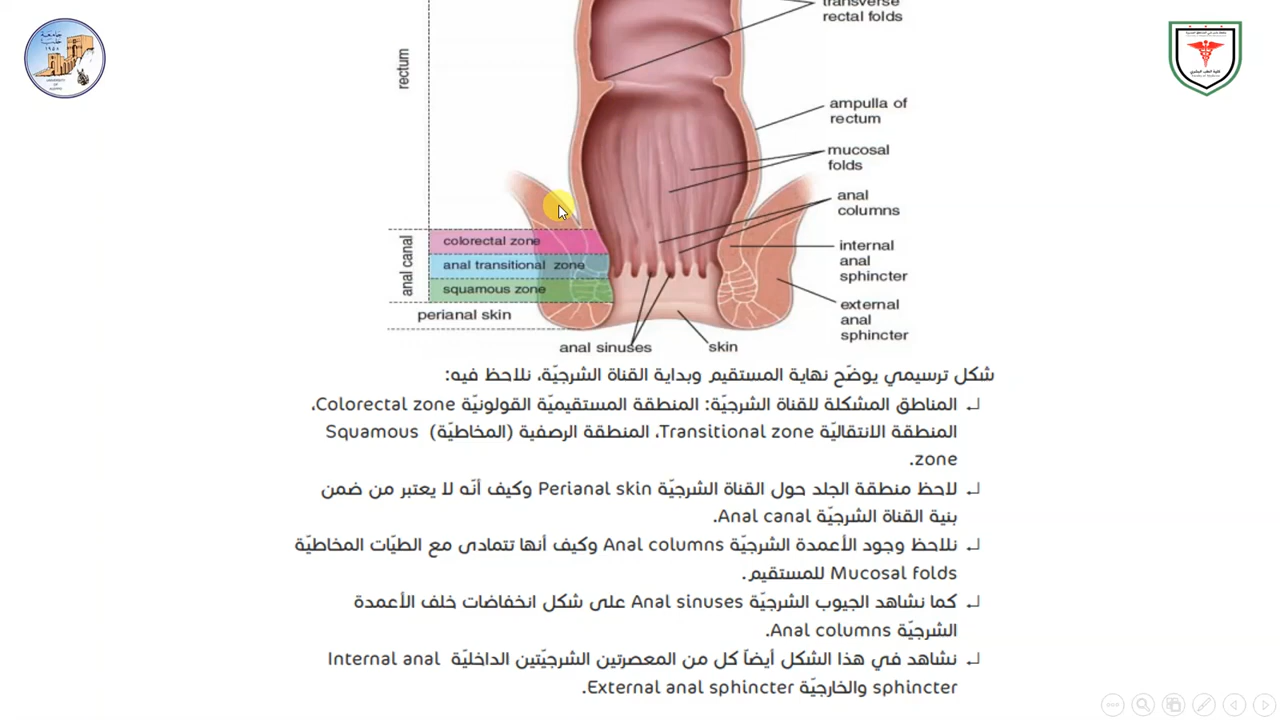 transverse
rectal folds
rectum
ampulla of
rectum
mucosal
folds
anal
columns
internal
anal
sphincter
external
anal
sphincter
anal canal
colorectal zone
anal transitional zone
squamous zone
perianal skin
anal sinuses
skin
شكل ترسيمي يوضّح نهاية المستقيم وبداية القناة الشرجيّة، نلاحظ فيه:
المناطق المشكلة للقناة الشرجيّة: المنطقة المستقيميّة القولونيّة Colorectal zone،
المنطقة الانتقاليّة Transitional zone، المنطقة الرصفية (المخاطيّة) Squamous
zone.
لاحظ منطقة الجلد حول القناة الشرجيّة Perianal skin وكيف أنّه لا يعتبر من ضمن
بنية القناة الشرجيّة Anal canal.
نلاحظ وجود الأعمدة الشرجيّة Anal columns وكيف أنها تتمادى مع الطيّات المخاطيّة
Mucosal folds للمستقيم.
كما نشاهد الجيوب الشرجيّة Anal sinuses على شكل انخفاضات خلف الأعمدة
الشرجيّة Anal columns.
نشاهد في هذا الشكل أيضاً كل من المعصرتين الشرجيّتين الداخليّة Internal anal
sphincter والخارجيّة External anal sphincter.